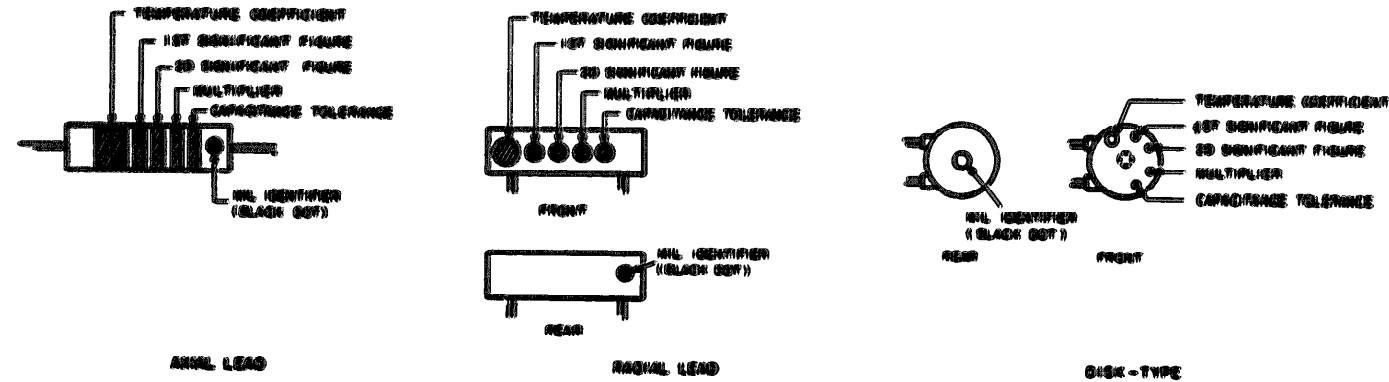 TEMPERATURE COEFFICIENT
1ST SIGNIFICANT FIGURE
2D SIGNIFICANT FIGURE
MULTIPLIER
CAPACITANCE TOLERANCE
MIL IDENTIFIER
(BLACK DOT)
AXIAL LEAD
TEMPERATURE COEFFICIENT
1ST SIGNIFICANT FIGURE
2D SIGNIFICANT FIGURE
MULTIPLIER
CAPACITANCE TOLERANCE
FRONT
MIL IDENTIFIER
(BLACK DOT)
REAR
RADIAL LEAD
MIL IDENTIFIER
(BLACK DOT)
REAR
TEMPERATURE COEFFICIENT
1ST SIGNIFICANT FIGURE
2D SIGNIFICANT FIGURE
MULTIPLIER
CAPACITANCE TOLERANCE
FRONT
DISK-TYPE